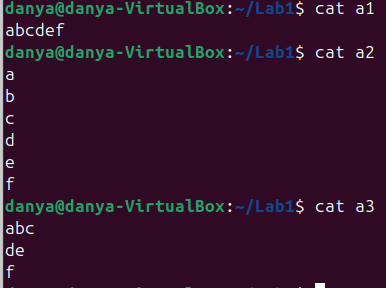 danya@danya-VirtualBox:~/Lab1$ cat a1
abcdef
danya@danya-VirtualBox:~/Lab1$ cat a2
a
b
c
d
e
f
danya@danya-VirtualBox:~/Lab1$ cat a3
abc
de
f